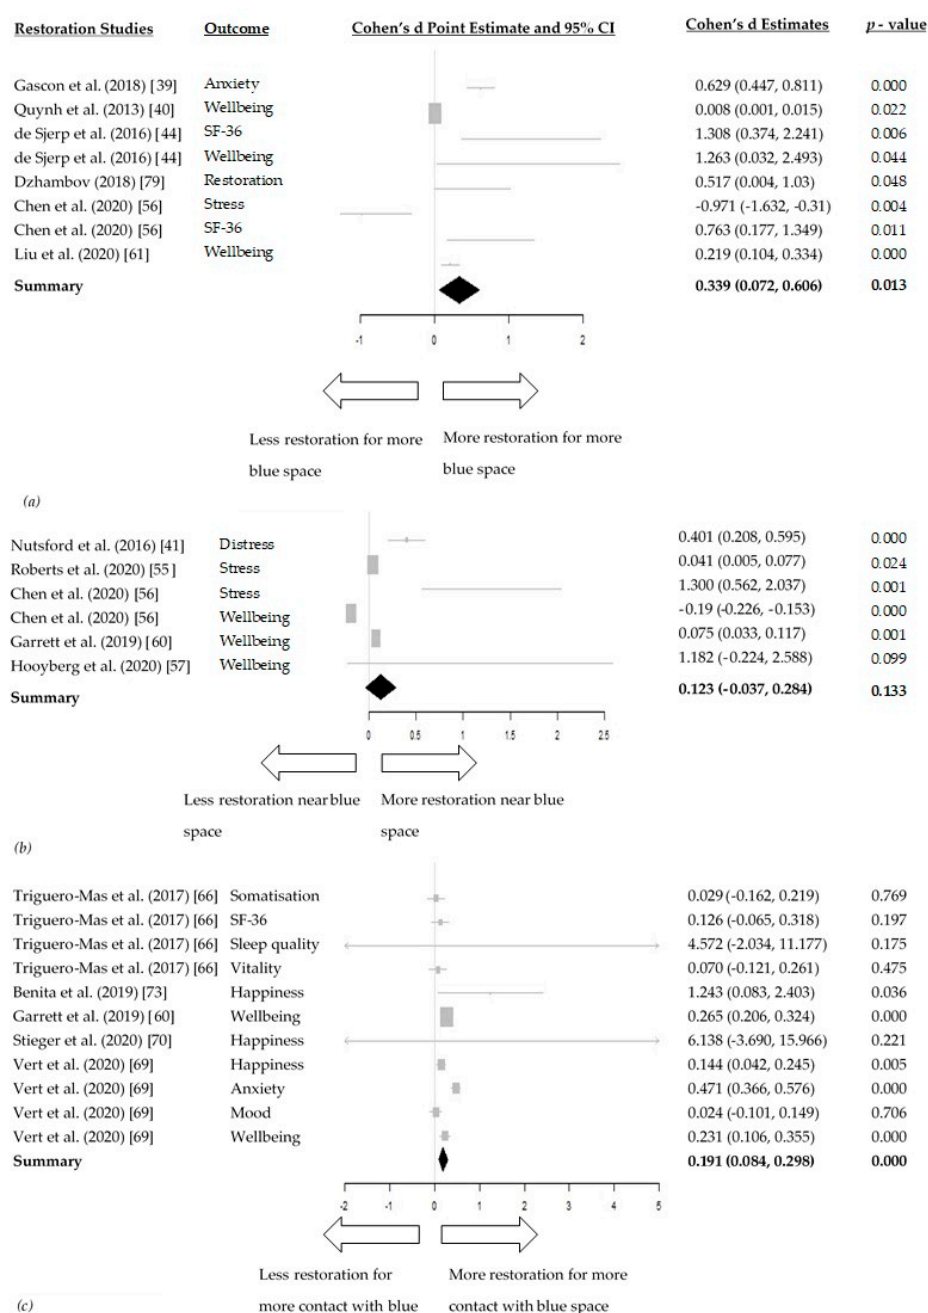 Restoration Studies Outcome Cohen's d Point Estimate and 95% CI Cohen's d Estimates p - value
Gascon et al. (2018) [39] Anxiety 0.629 (0.447, 0.811) 0.000
Quynh et al. (2013) [40] Wellbeing 0.008 (0.001, 0.015) 0.022
de Sjerp et al. (2016) [44] SF-36 1.308 (0.374, 2.241) 0.006
de Sjerp et al. (2016) [44] Wellbeing 1.263 (0.032, 2.493) 0.044
Dzhambov (2018) [79] Restoration 0.517 (0.004, 1.03) 0.048
Chen et al. (2020) [56] Stress -0.971 (-1.632, -0.31) 0.004
Chen et al. (2020) [56] SF-36 0.763 (0.177, 1.349) 0.011
Liu et al. (2020) [61] Wellbeing 0.219 (0.104, 0.334) 0.000
Summary 0.339 (0.072, 0.606) 0.013
-1 0 1 2
Less restoration for more More restoration for more
blue space blue space
(a)
Nutsford et al. (2016) [41] Distress 0.401 (0.208, 0.595) 0.000
Roberts et al. (2020) [55] Stress 0.041 (0.005, 0.077) 0.024
Chen et al. (2020) [56] Stress 1.300 (0.562, 2.037) 0.001
Chen et al. (2020) [56] Wellbeing -0.19 (-0.226, -0.153) 0.000
Garrett et al. (2019) [60] Wellbeing 0.075 (0.033, 0.117) 0.001
Hooyberg et al. (2020) [57] Wellbeing 1.182 (-0.224, 2.588) 0.099
Summary 0.123 (-0.037, 0.284) 0.133
0 0.5 1 1.5 2 2.5
Less restoration near blue More restoration near blue
space space
(b)
Triguero-Mas et al. (2017) [66] Somatisation 0.029 (-0.162, 0.219) 0.769
Triguero-Mas et al. (2017) [66] SF-36 0.126 (-0.065, 0.318) 0.197
Triguero-Mas et al. (2017) [66] Sleep quality 4.572 (-2.034, 11.177) 0.175
Triguero-Mas et al. (2017) [66] Vitality 0.070 (-0.121, 0.261) 0.475
Benita et al. (2019) [73] Happiness 1.243 (0.083, 2.403) 0.036
Garrett et al. (2019) [60] Wellbeing 0.265 (0.206, 0.324) 0.000
Stieger et al. (2020) [70] Happiness 6.138 (-3.690, 15.966) 0.221
Vert et al. (2020) [69] Happiness 0.144 (0.042, 0.245) 0.005
Vert et al. (2020) [69] Anxiety 0.471 (0.366, 0.576) 0.000
Vert et al. (2020) [69] Mood 0.024 (-0.101, 0.149) 0.706
Vert et al. (2020) [69] Wellbeing 0.231 (0.106, 0.355) 0.000
Summary 0.191 (0.084, 0.298) 0.000
-2 -1 0 1 2 3 4 5
Less restoration for More restoration for more
(c) more contact with blue contact with blue space